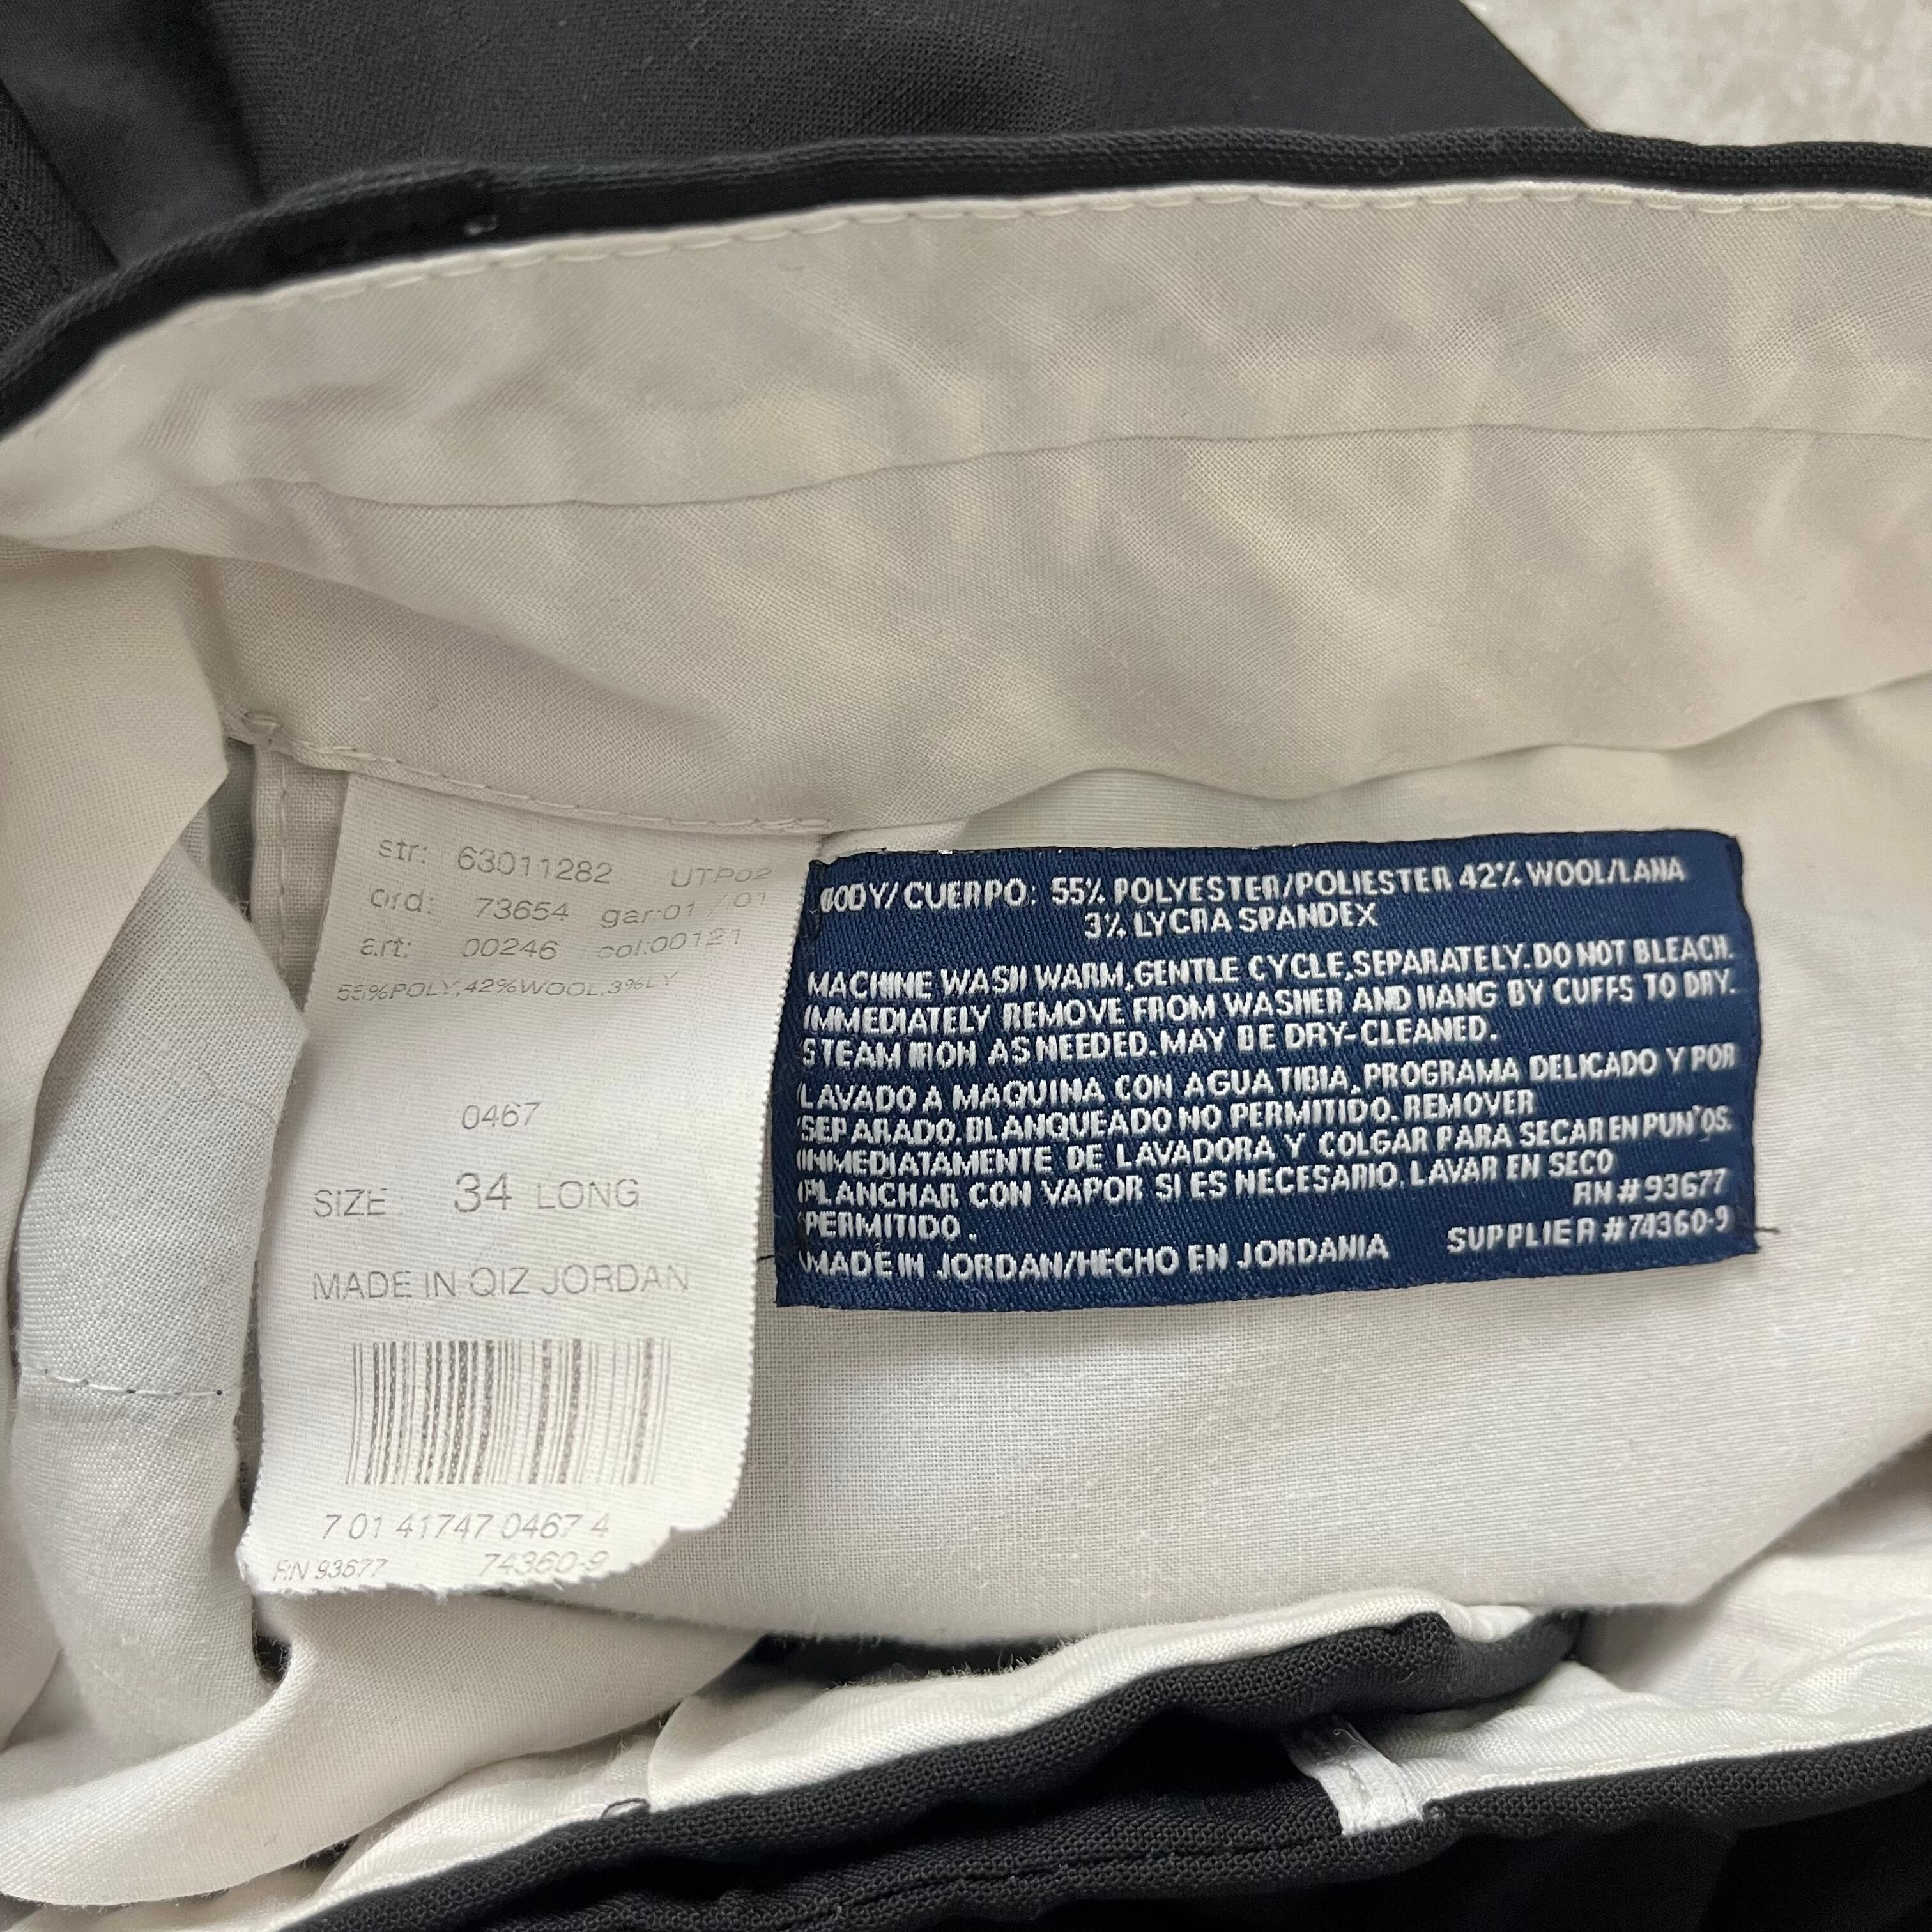 str: 63011282 UTP02
ord: 73654 gar:01 / 01
art: 00246 col:00121
55%POLY,42%WOOL,3%LY
0467
SIZE: 34 LONG
MADE IN QIZ JORDAN
7 01 41747 0467 4
RN 93677 74360-9
BODY/CUERPO: 55% POLYESTER/POLIESTER 42% WOOL/LANA
3% LYCRA SPANDEX
MACHINE WASH WARM,GENTLE CYCLE,SEPARATELY.DO NOT BLEACH.
IMMEDIATELY REMOVE FROM WASHER AND HANG BY CUFFS TO DRY.
STEAM IRON AS NEEDED.MAY BE DRY-CLEANED.
LAVADO A MAQUINA CON AGUA TIBIA, PROGRAMA DELICADO Y POR
SEPARADO. BLANQUEADO NO PERMITIDO. REMOVER
INMEDIATAMENTE DE LAVADORA Y COLGAR PARA SECAR EN PUNTOS.
PLANCHAR CON VAPOR SI ES NECESARIO. LAVAR EN SECO
PERMITIDO. RN # 93677
MADE IN JORDAN/HECHO EN JORDANIA SUPPLIER # 74360-9